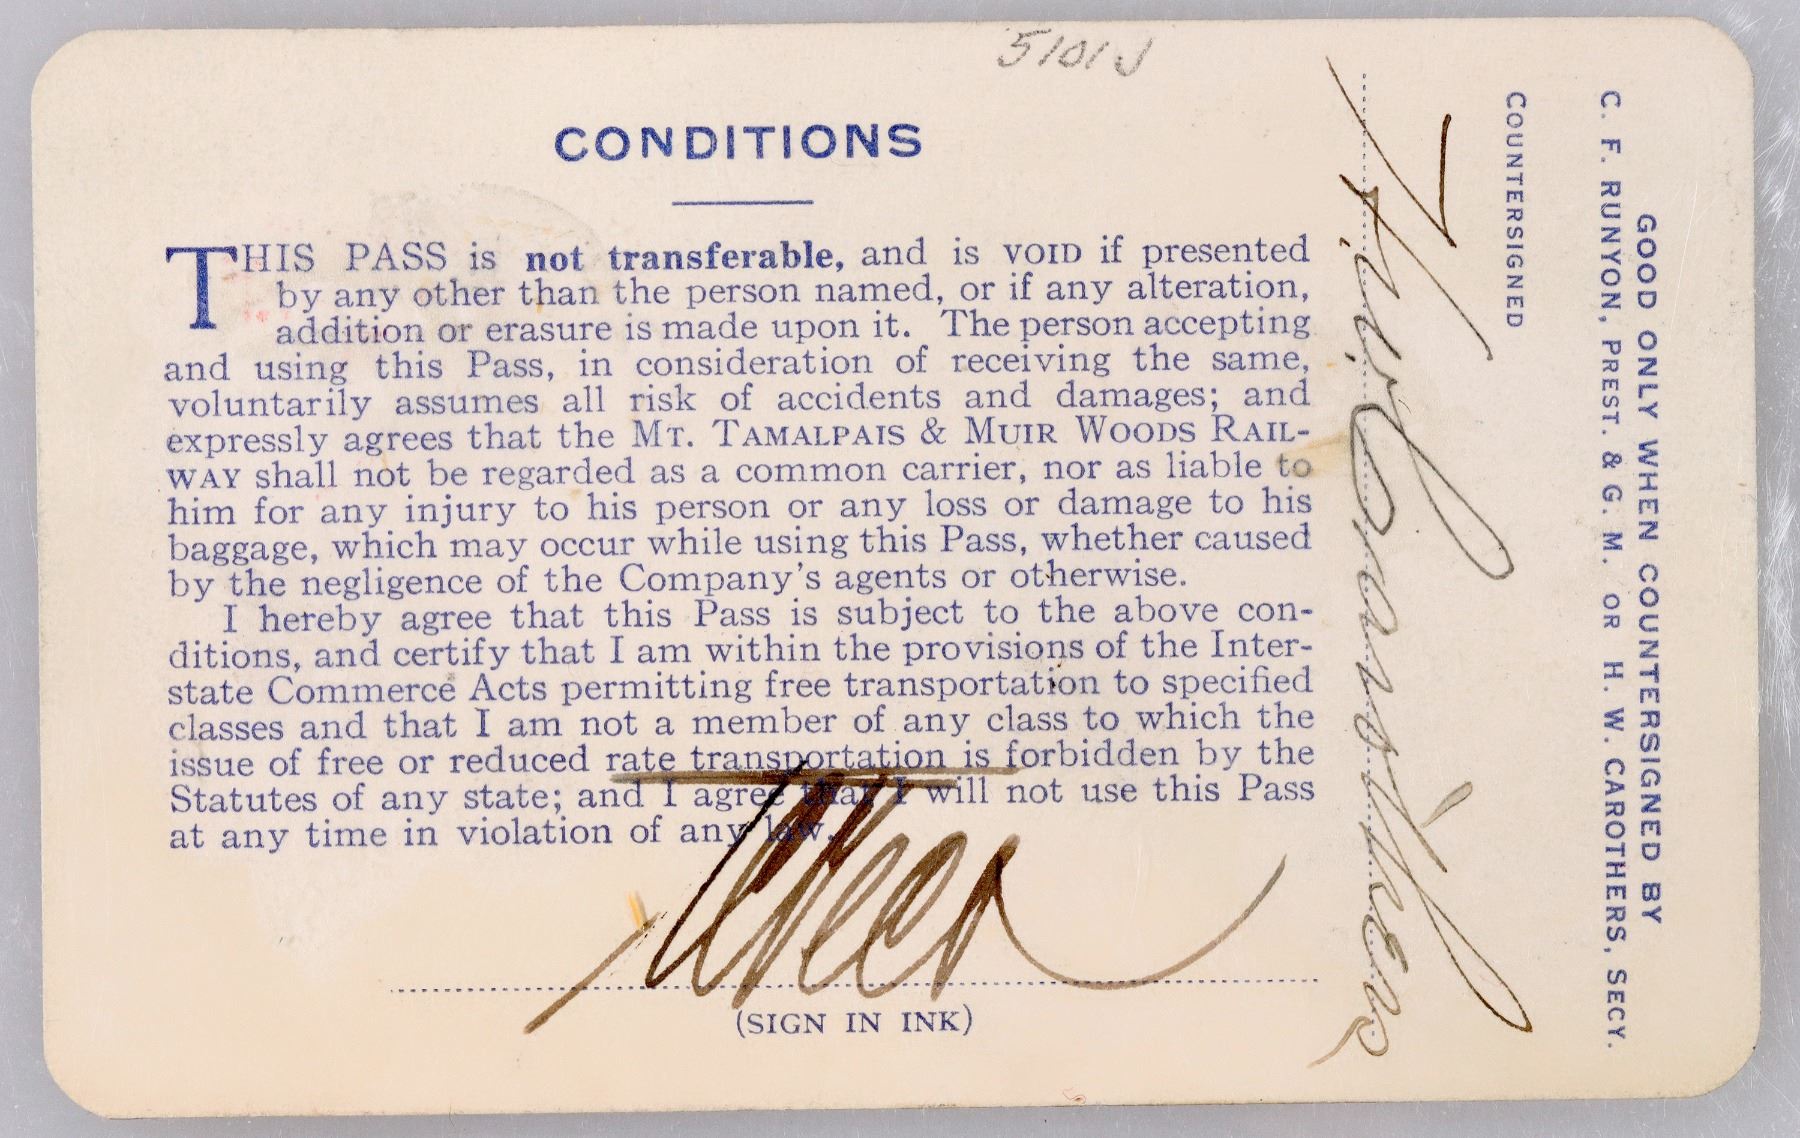 5101
CONDITIONS
THIS PASS is not transferable, and is VOID if presented
by any other than the person named, or if any alteration,
addition or erasure is made upon it. The person accepting
and using this Pass, in consideration of receiving the same,
voluntarily assumes all risk of accidents and damages; and
expressly agrees that the MT. TAMALPAIS & MUIR WOODS RAIL-
WAY shall not be regarded as a common carrier, nor as liable to
him for any injury to his person or any loss or damage to his
baggage, which may occur while using this Pass, whether caused
by the negligence of the Company's agents or otherwise.
I hereby agree that this Pass is subject to the above con-
ditions, and certify that I am within the provisions of the Inter-
state Commerce Acts permitting free transportation to specified
classes and that I am not a member of any class to which the
issue of free or reduced rate transportation is forbidden by the
Statutes of any state; and I agree that I will not use this Pass
at any time in violation of any law.
(SIGN IN INK)
GOOD ONLY WHEN COUNTERSIGNED BY
C. F. RUNYON, PREST. & G. M. OR H. W. CAROTHERS, SECY.
COUNTERSIGNED
H. W. Carothers